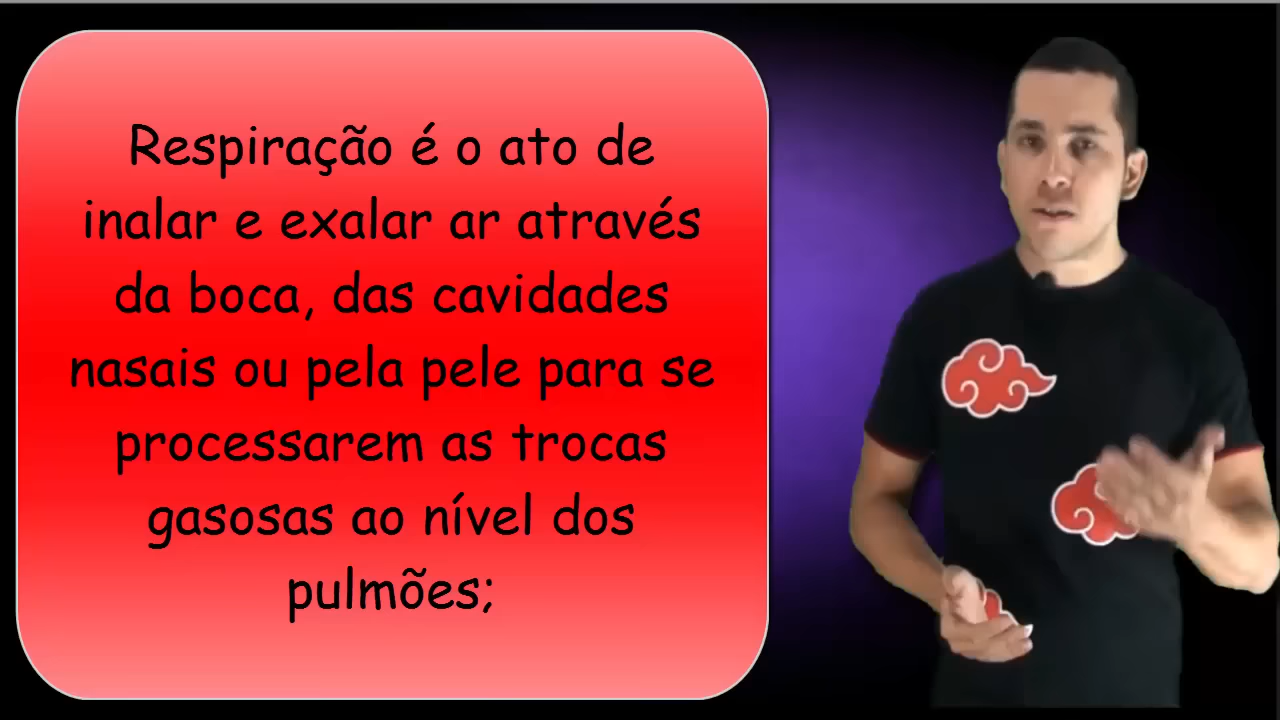 Respiração é o ato de
inalar e exalar ar através
da boca, das cavidades
nasais ou pela pele para se
processarem as trocas
gasosas ao nível dos
pulmões;